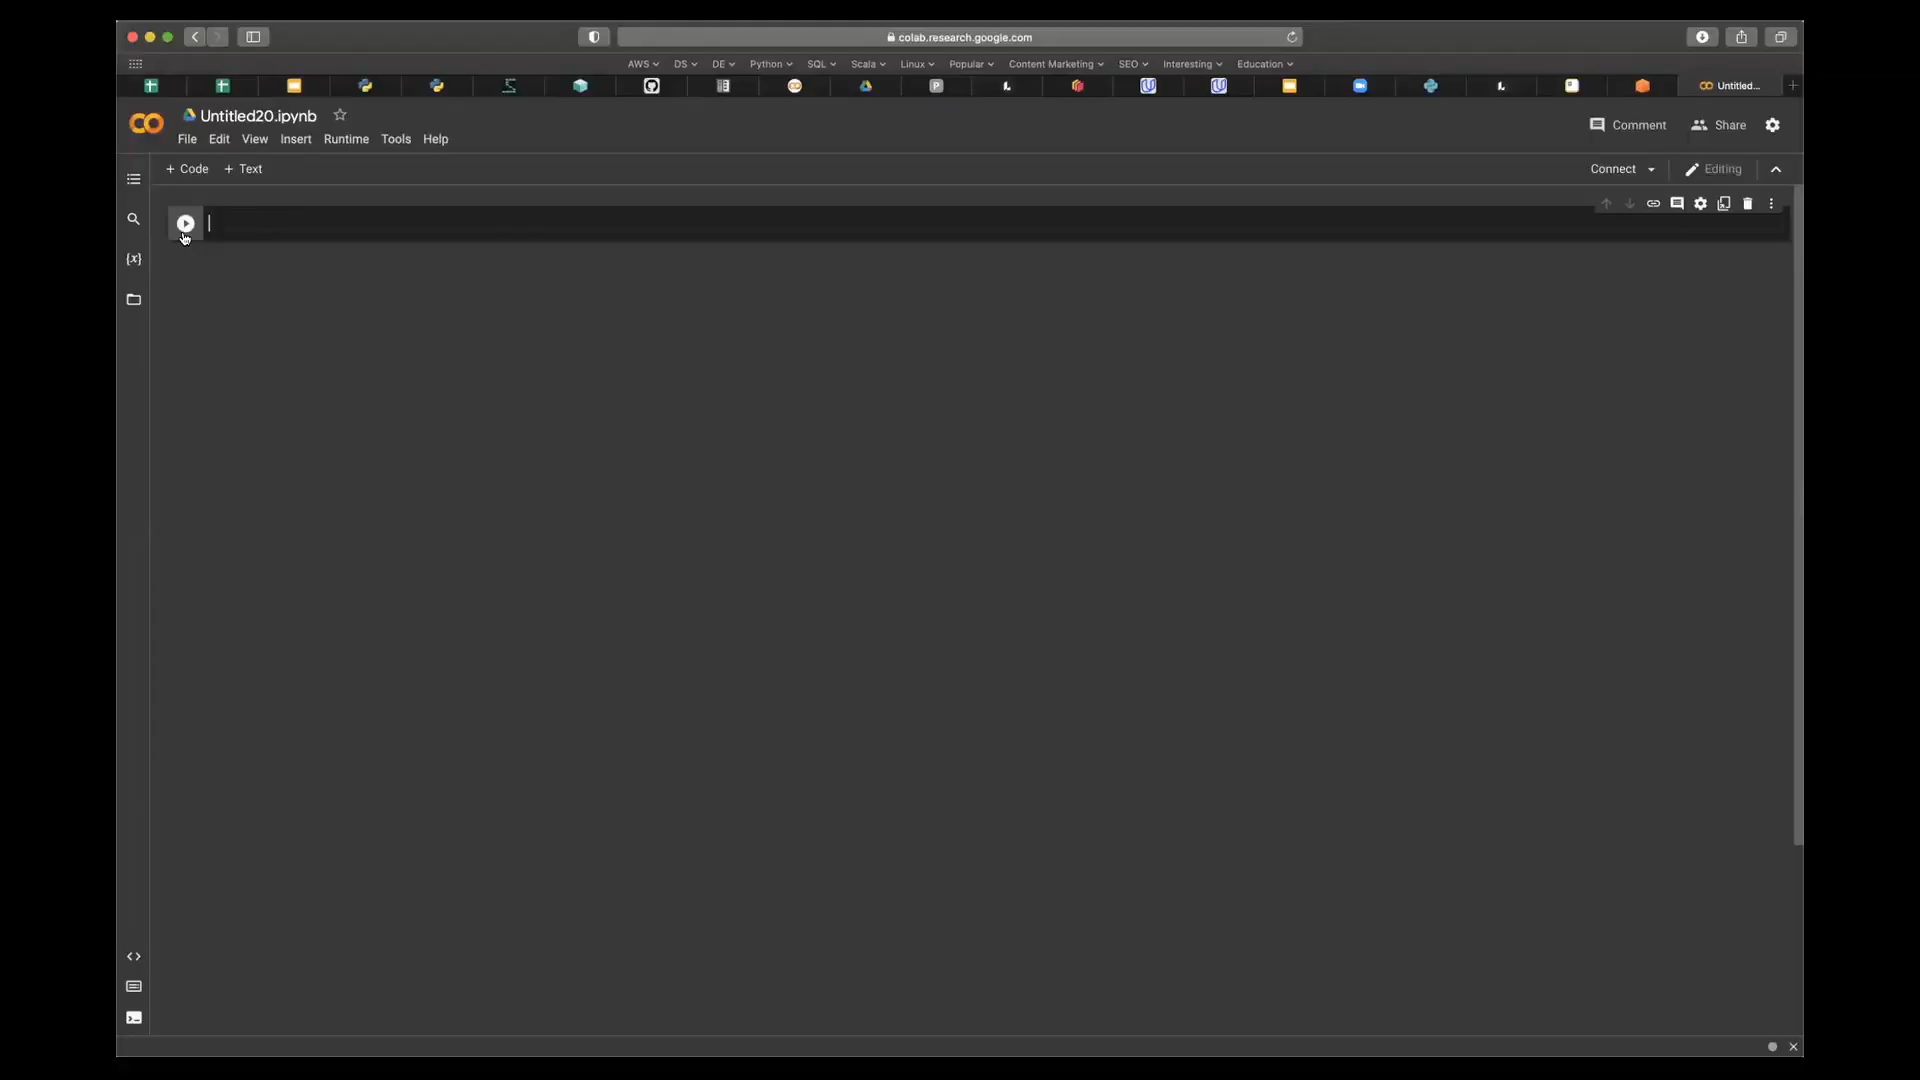 colab.research.google.com
AWS DS DE Python SQL Scala Linux Popular Content Marketing SEO Interesting Education
Untitled...
Untitled20.ipynb
Comment Share
File Edit View Insert Runtime Tools Help
+ Code + Text
Connect Editing
{x}